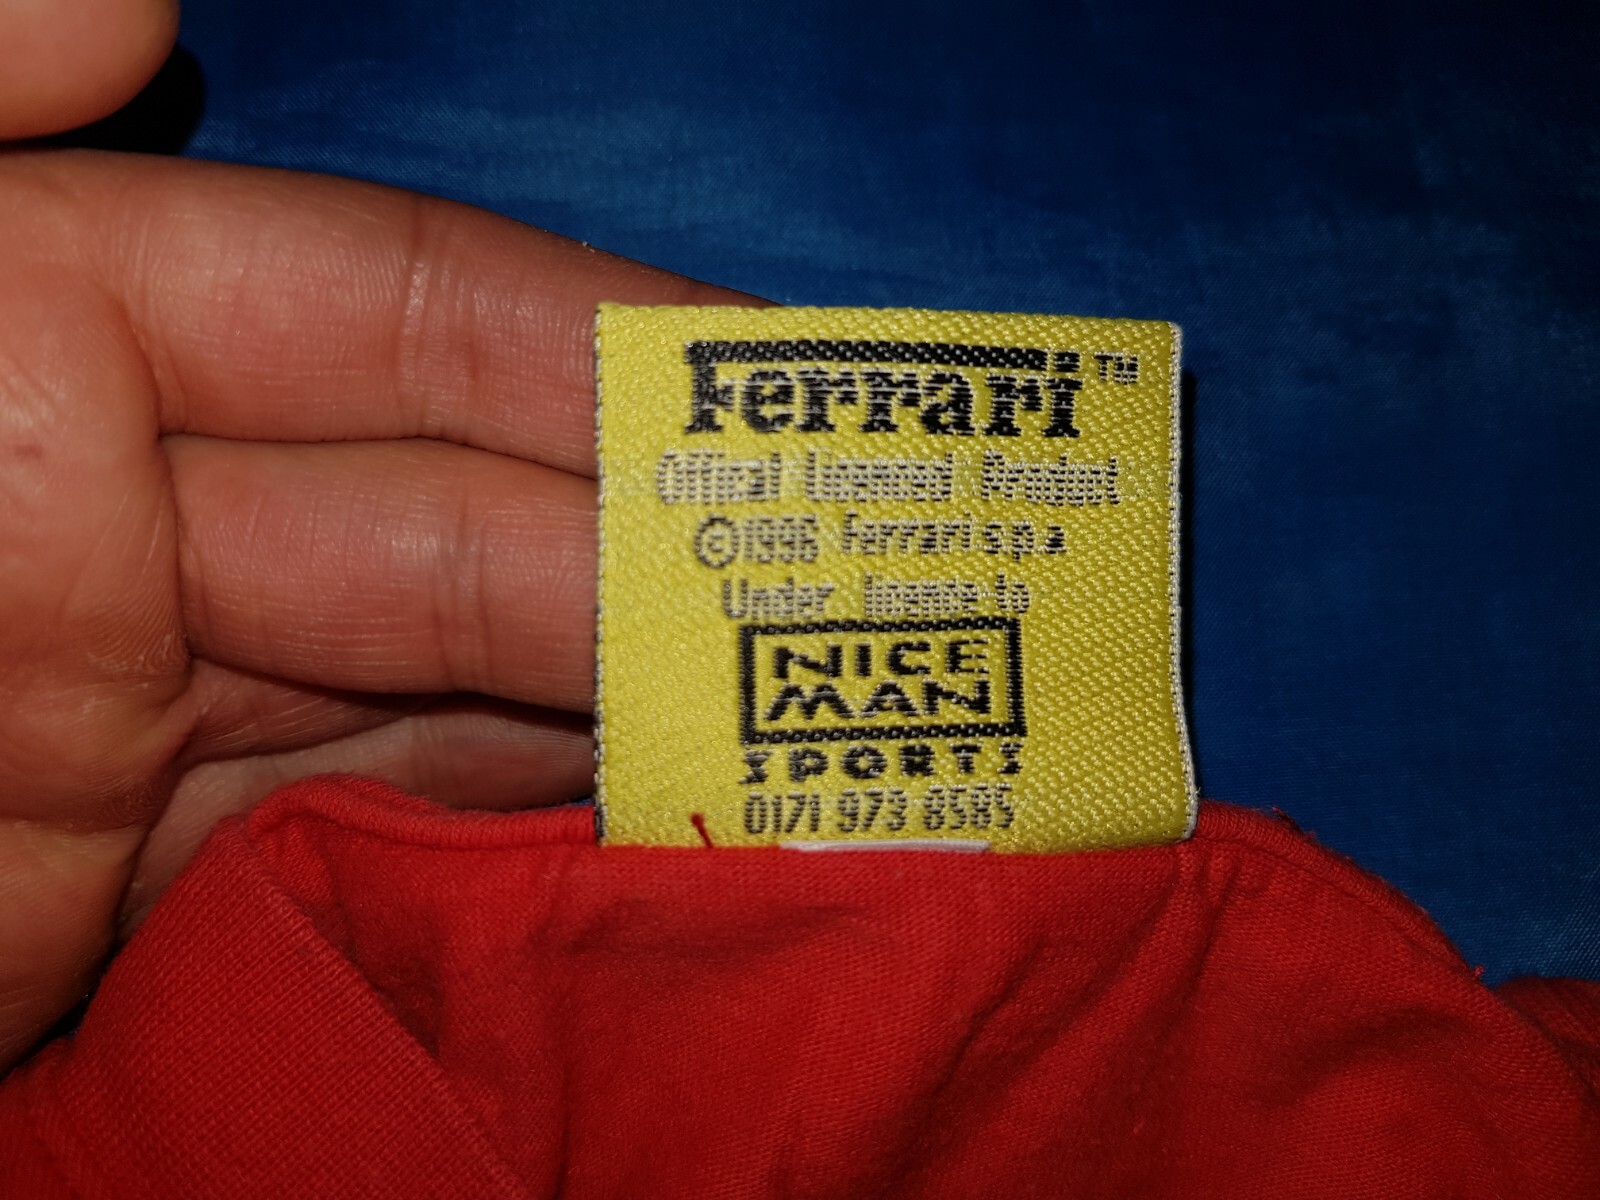 Ferrari™
Official Licensed Product
©1996 Ferrari s.p.a
Under licence to
NICE
MAN
SPORTS
0171 973 8585